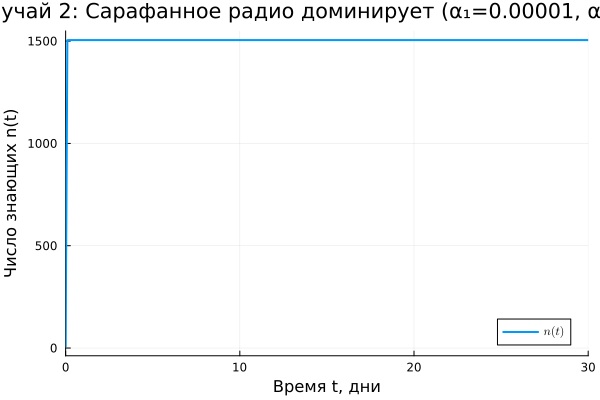 учай 2: Сарафанное радио доминирует (α₁=0.00001, α
Число знающих n(t)
1500
1000
500
0
n(t)
0 10 20 30
Время t, дни